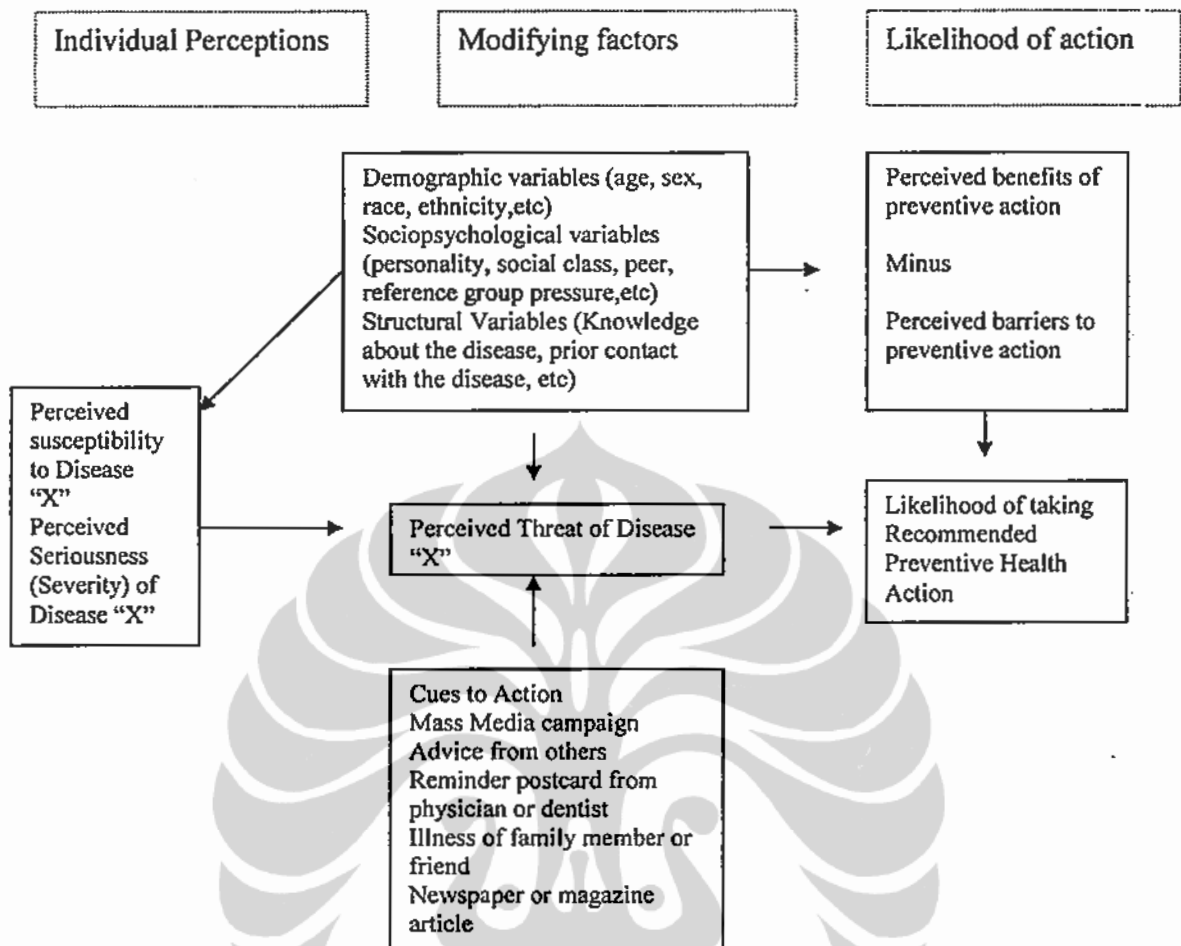 Individual Perceptions
Modifying factors
Likelihood of action
Demographic variables (age, sex,
race, ethnicity,etc)
Sociopsychological variables
(personality, social class, peer,
reference group pressure,etc)
Structural Variables (Knowledge
about the disease, prior contact
with the disease, etc)
Perceived benefits of
preventive action
Minus
Perceived barriers to
preventive action
Perceived
susceptibility
to Disease
“X”
Perceived
Seriousness
(Severity) of
Disease “X”
Perceived Threat of Disease
“X”
Likelihood of taking
Recommended
Preventive Health
Action
Cues to Action
Mass Media campaign
Advice from others
Reminder postcard from
physician or dentist
Illness of family member or
friend
Newspaper or magazine
article